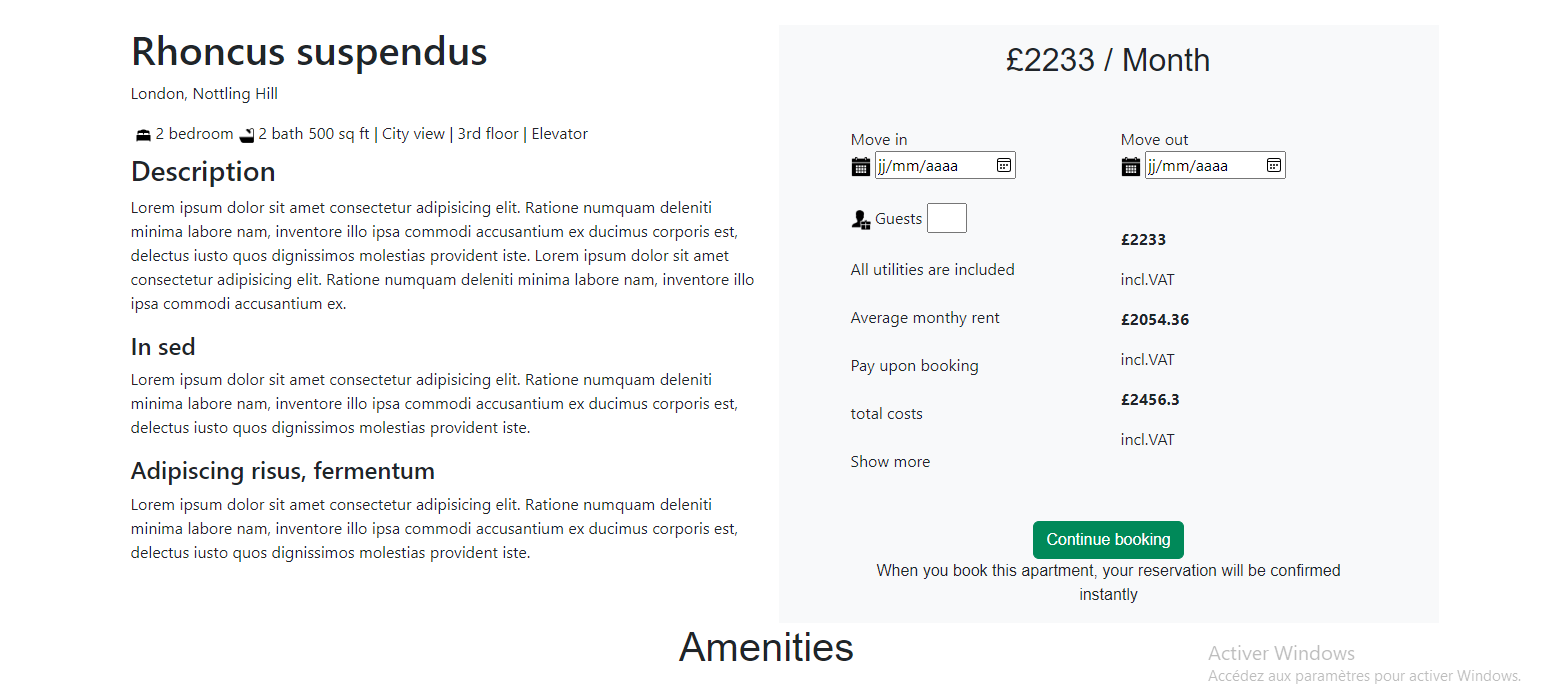 Rhoncus suspendus
London, Nottling Hill
2 bedroom 2 bath 500 sq ft | City view | 3rd floor | Elevator
Description
Lorem ipsum dolor sit amet consectetur adipisicing elit. Ratione numquam deleniti
minima labore nam, inventore illo ipsa commodi accusantium ex ducimus corporis est,
delectus iusto quos dignissimos molestias provident iste. Lorem ipsum dolor sit amet
consectetur adipisicing elit. Ratione numquam deleniti minima labore nam, inventore illo
ipsa commodi accusantium ex.
In sed
Lorem ipsum dolor sit amet consectetur adipisicing elit. Ratione numquam deleniti
minima labore nam, inventore illo ipsa commodi accusantium ex ducimus corporis est,
delectus iusto quos dignissimos molestias provident iste.
Adipiscing risus, fermentum
Lorem ipsum dolor sit amet consectetur adipisicing elit. Ratione numquam deleniti
minima labore nam, inventore illo ipsa commodi accusantium ex ducimus corporis est,
delectus iusto quos dignissimos molestias provident iste.
£2233 / Month
Move in
jj/mm/aaaa
Guests
All utilities are included
Average monthy rent
Pay upon booking
total costs
Show more
Move out
jj/mm/aaaa
£2233
incl.VAT
£2054.36
incl.VAT
£2456.3
incl.VAT
Continue booking
When you book this apartment, your reservation will be confirmed
instantly
Amenities
Activer Windows
Accédez aux paramètres pour activer Windows.